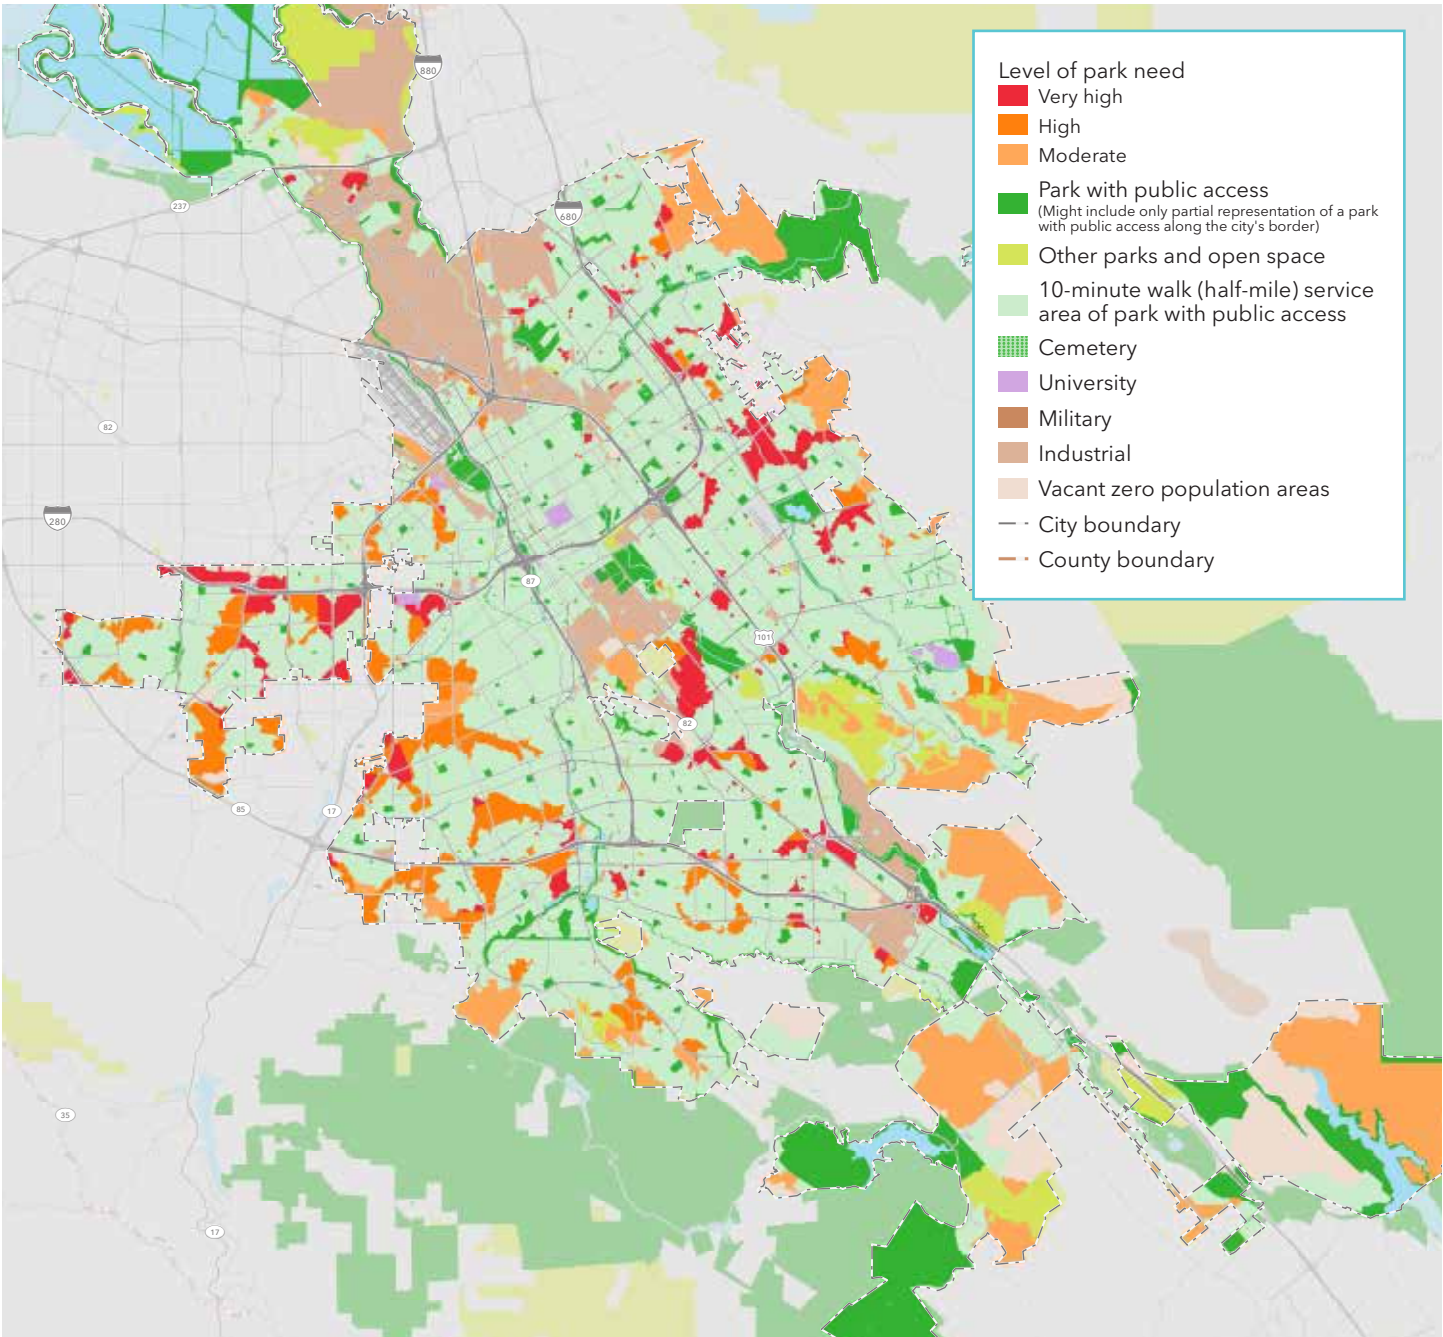 880
237
680
82
280
87
101
82
85
17
35
17
Level of park need
Very high
High
Moderate
Park with public access
(Might include only partial representation of a park
with public access along the city's border)
Other parks and open space
10-minute walk (half-mile) service
area of park with public access
Cemetery
University
Military
Industrial
Vacant zero population areas
City boundary
County boundary